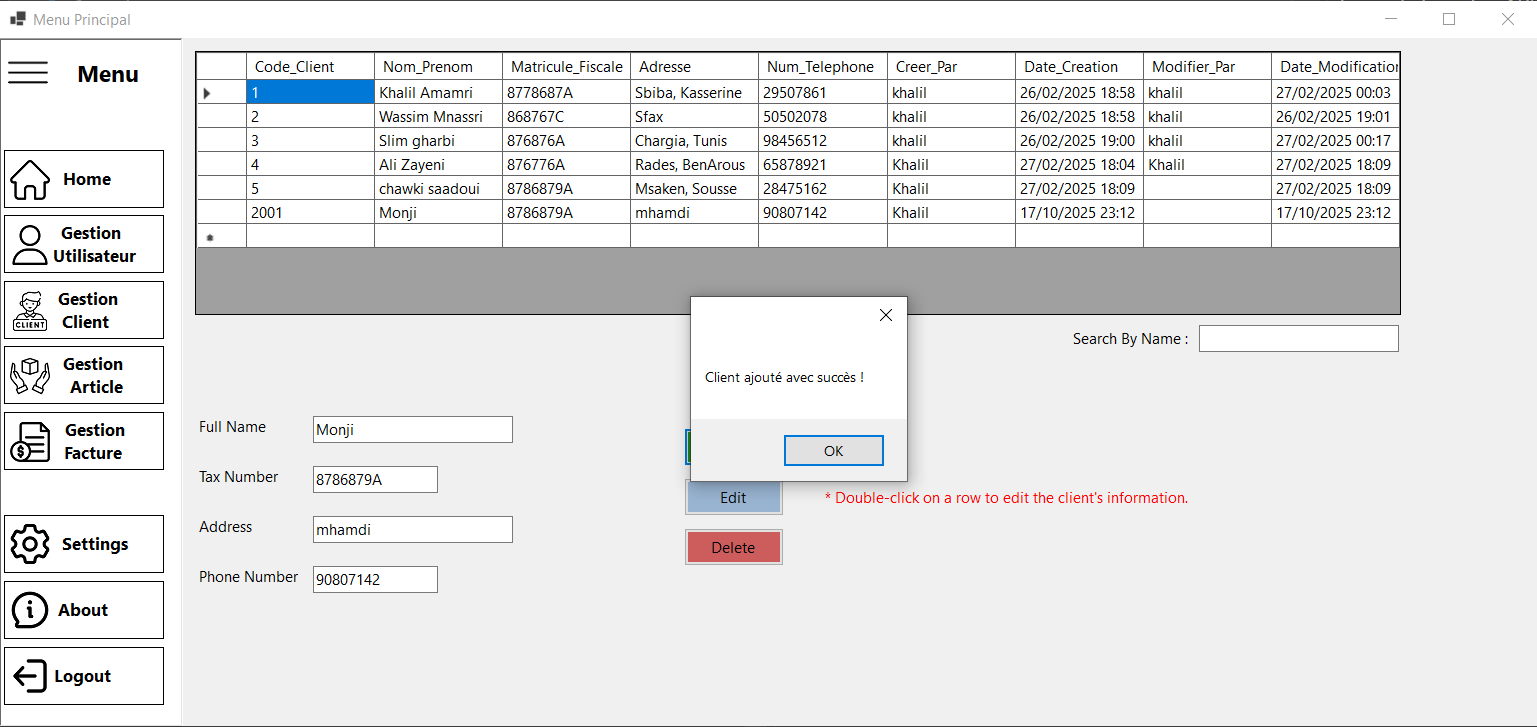 Menu Principal
Menu
Home
Gestion
Utilisateur
Gestion
Client
CLIENT
Gestion
Article
Gestion
Facture
$
Settings
About
Logout
Code_Client Nom_Prenom Matricule_Fiscale Adresse Num_Telephone Creer_Par Date_Creation Modifier_Par Date_Modification
1 Khalil Amamri 8778687A Sbiba, Kasserine 29507861 khalil 26/02/2025 18:58 khalil 27/02/2025 00:03
2 Wassim Mnassri 868767C Sfax 50502078 khalil 26/02/2025 18:58 khalil 26/02/2025 19:01
3 Slim gharbi 876876A Chargia, Tunis 98456512 khalil 26/02/2025 19:00 khalil 27/02/2025 00:17
4 Ali Zayeni 876776A Rades, BenArous 65878921 Khalil 27/02/2025 18:04 Khalil 27/02/2025 18:09
5 chawki saadoui 8786879A Msaken, Sousse 28475162 Khalil 27/02/2025 18:09 27/02/2025 18:09
2001 Monji 8786879A mhamdi 90807142 Khalil 17/10/2025 23:12 17/10/2025 23:12
Search By Name :
Client ajouté avec succès !
OK
Full Name Monji
Tax Number 8786879A
Address mhamdi
Phone Number 90807142
Edit
* Double-click on a row to edit the client's information.
Delete